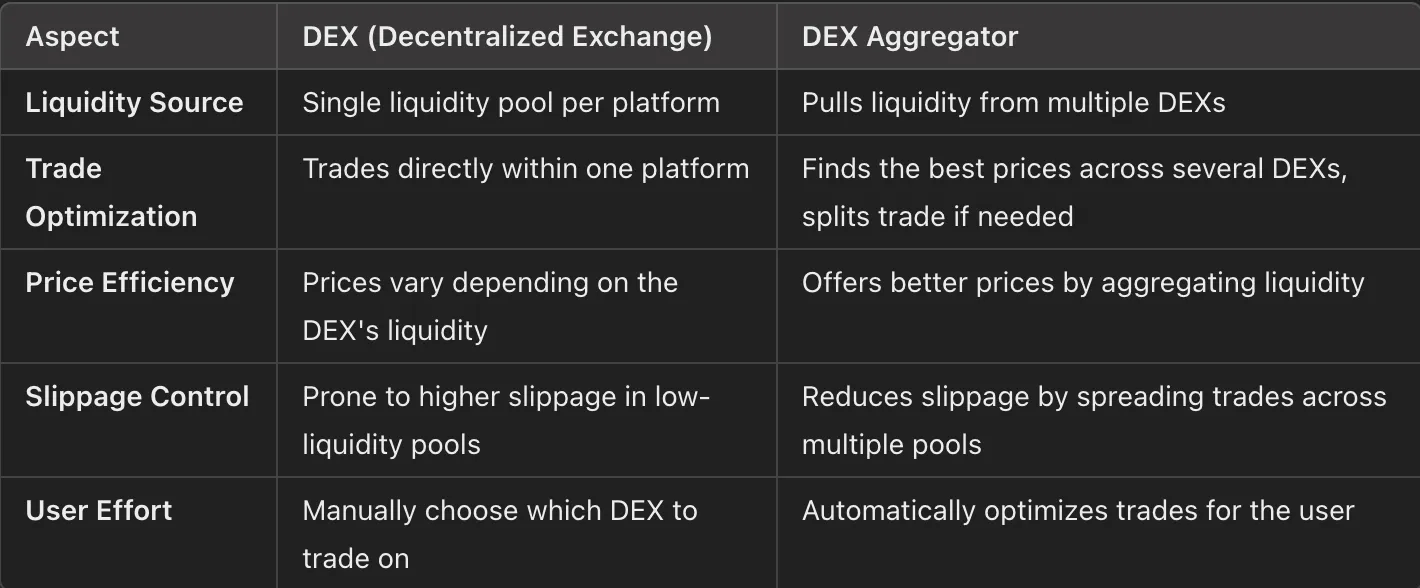 Aspect
DEX (Decentralized Exchange)
DEX Aggregator
Liquidity Source
Single liquidity pool per platform
Pulls liquidity from multiple DEXs
Trade
Optimization
Trades directly within one platform
Finds the best prices across several DEXs,
splits trade if needed
Price Efficiency
Prices vary depending on the
DEX's liquidity
Offers better prices by aggregating liquidity
Slippage Control
Prone to higher slippage in low-
liquidity pools
Reduces slippage by spreading trades across
multiple pools
User Effort
Manually choose which DEX to
trade on
Automatically optimizes trades for the user